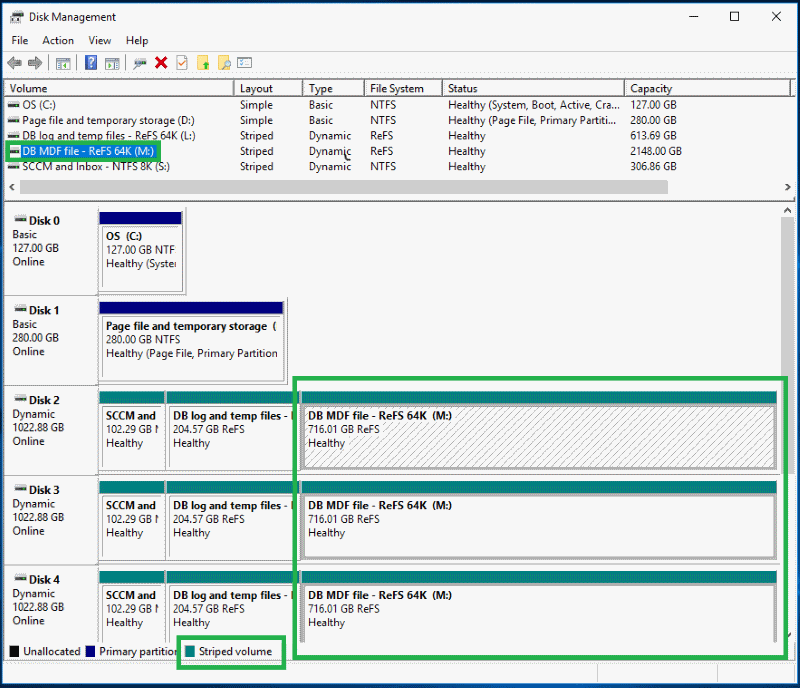 Disk Management
File Action View Help
Volume Layout Type File System Status Capacity
OS (C:) Simple Basic NTFS Healthy (System, Boot, Active, Cra... 127.00 GB
Page file and temporary storage (D:) Simple Basic NTFS Healthy (Page File, Primary Partiti... 280.00 GB
DB log and temp files - ReFS 64K (L:) Striped Dynamic ReFS Healthy 613.69 GB
DB MDF file - ReFS 64K (M:) Striped Dynamic ReFS Healthy 2148.00 GB
SCCM and Inbox - NTFS 8K (S:) Striped Dynamic NTFS Healthy 306.86 GB
Disk 0
Basic
127.00 GB
Online
OS (C:)
127.00 GB NTF
Healthy (Syste
Disk 1
Basic
280.00 GB
Online
Page file and temporary storage (
280.00 GB NTFS
Healthy (Page File, Primary Partition
Disk 2
Dynamic
1022.88 GB
Online
SCCM and
102.29 GB N
Healthy
DB log and temp files -
204.57 GB ReFS
Healthy
DB MDF file - ReFS 64K (M:)
716.01 GB ReFS
Healthy
Disk 3
Dynamic
1022.88 GB
Online
SCCM and
102.29 GB N
Healthy
DB log and temp files -
204.57 GB ReFS
Healthy
DB MDF file - ReFS 64K (M:)
716.01 GB ReFS
Healthy
Disk 4
Dynamic
1022.88 GB
Online
SCCM and
102.29 GB N
Healthy
DB log and temp files -
204.57 GB ReFS
Healthy
DB MDF file - ReFS 64K (M:)
716.01 GB ReFS
Healthy
Unallocated Primary partition Striped volume